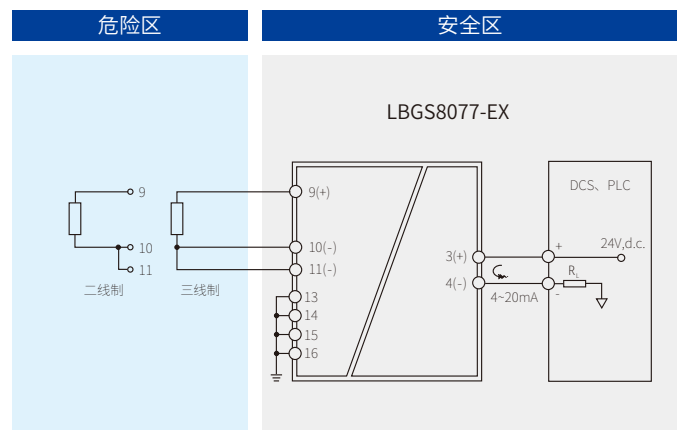 危险区
安全区
LBGS8077-EX
9
10
11
二线制
三线制
9(+)
10(-)
11(-)
13
14
15
16
3(+)
4(-)
4~20mA
DCS、PLC
+
24V,d.c.
RL
-